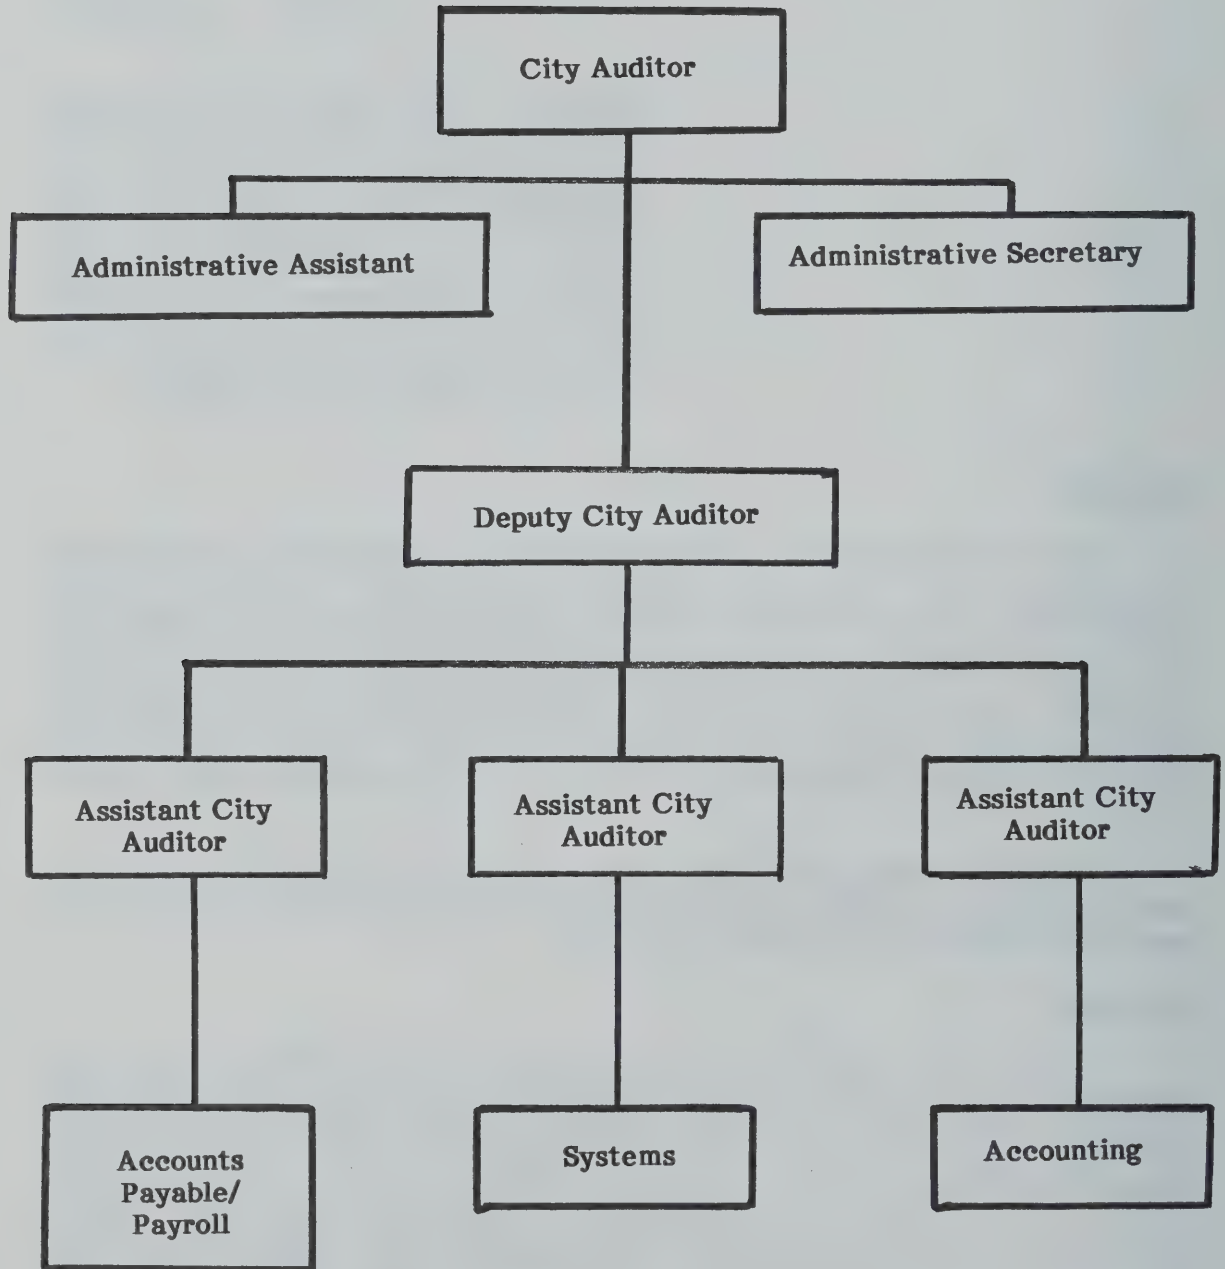 City Auditor
Administrative Assistant
Administrative Secretary
Deputy City Auditor
Assistant City
Auditor
Assistant City
Auditor
Assistant City
Auditor
Accounts
Payable/
Payroll
Systems
Accounting